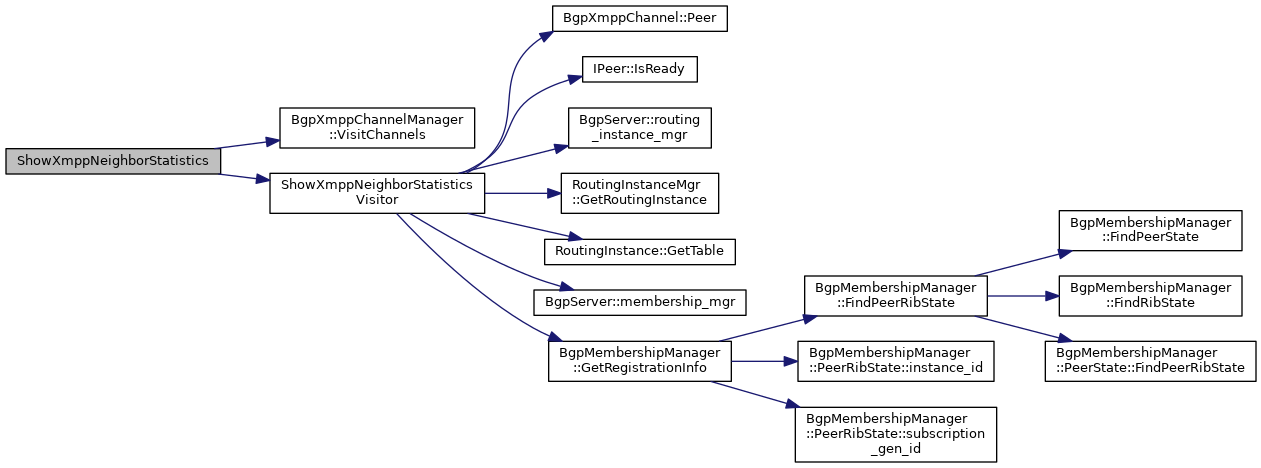 ShowXmppNeighborStatistics
BgpXmppChannelManager
::VisitChannels
ShowXmppNeighborStatistics
Visitor
BgpXmppChannel::Peer
IPeer::IsReady
BgpServer::routing
_instance_mgr
RoutingInstanceMgr
::GetRoutingInstance
RoutingInstance::GetTable
BgpServer::membership_mgr
BgpMembershipManager
::GetRegistrationInfo
BgpMembershipManager
::FindPeerRibState
BgpMembershipManager
::PeerRibState::instance_id
BgpMembershipManager
::PeerRibState::subscription
_gen_id
BgpMembershipManager
::FindPeerState
BgpMembershipManager
::FindRibState
BgpMembershipManager
::PeerState::FindPeerRibState